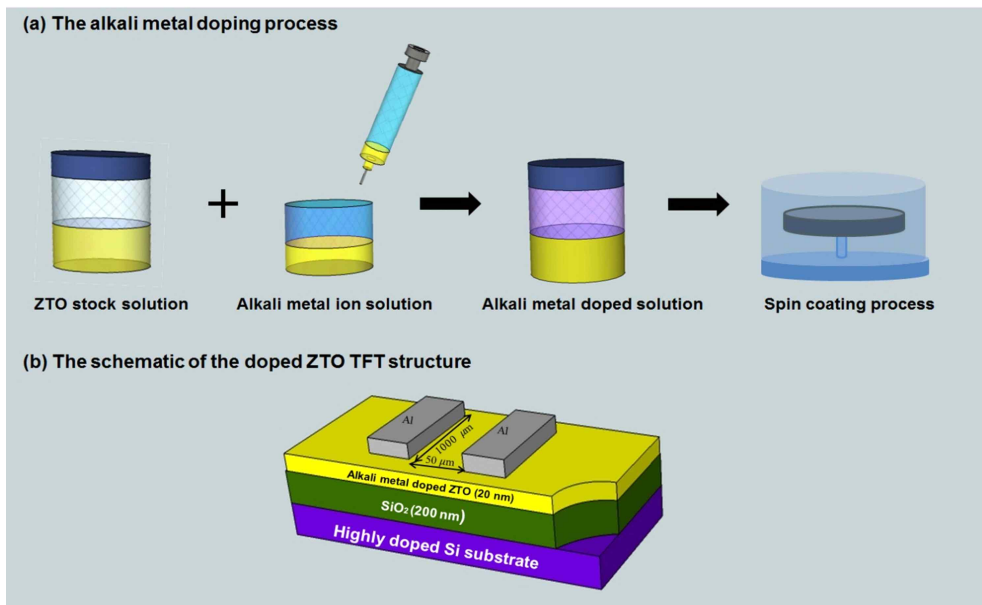 (a) The alkali metal doping process
ZTO stock solution
Alkali metal ion solution
Alkali metal doped solution
Spin coating process
(b) The schematic of the doped ZTO TFT structure
Al
Al
1000 μm
50 μm
Alkali metal doped ZTO (20 nm)
SiO₂ (200 nm)
Highly doped Si substrate